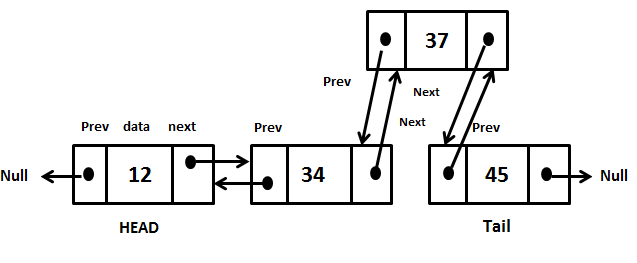 37
Prev
Next
Prev data next
Prev
Next
Prev
Null
12
34
45
Null
HEAD
Tail